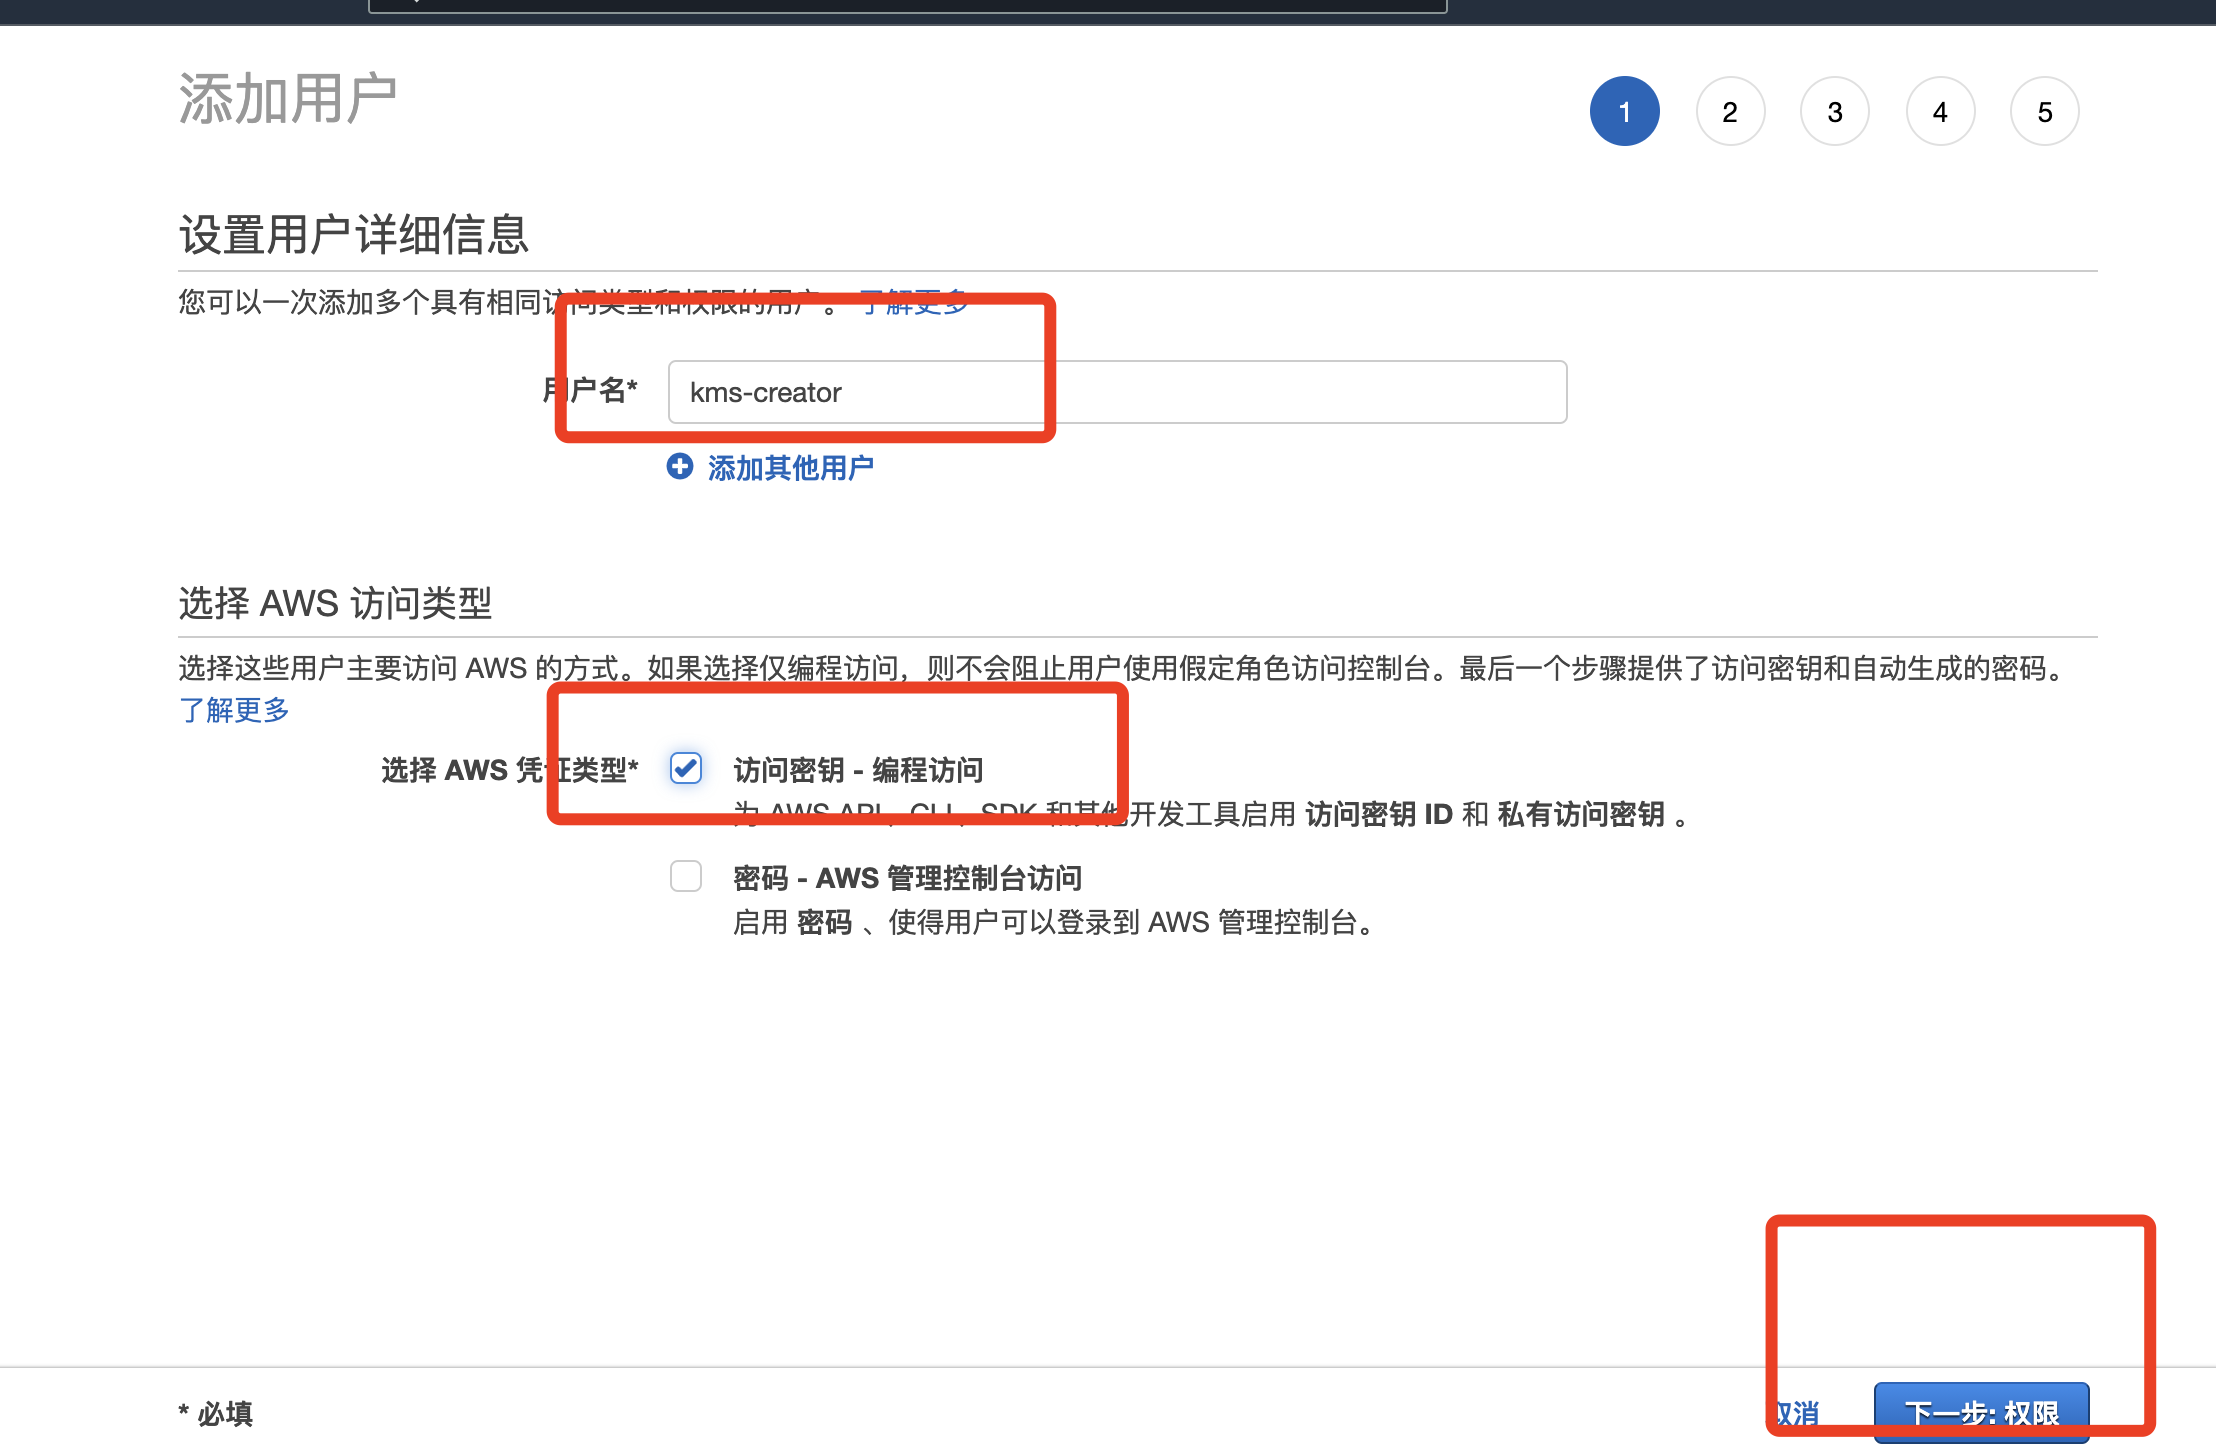 添加用户
1 2 3 4 5
设置用户详细信息
您可以一次添加多个具有相同访问类型和权限的用户。 了解更多
用户名* kms-creator
添加其他用户
选择 AWS 访问类型
选择这些用户主要访问 AWS 的方式。如果选择仅编程访问，则不会阻止用户使用假定角色访问控制台。最后一个步骤提供了访问密钥和自动生成的密码。
了解更多
选择 AWS 凭证类型* 访问密钥 - 编程访问
为 AWS API、CLI、SDK 和其他开发工具启用 访问密钥 ID 和 私有访问密钥 。
密码 - AWS 管理控制台访问
启用 密码 、使得用户可以登录到 AWS 管理控制台。
* 必填 取消 下一步: 权限